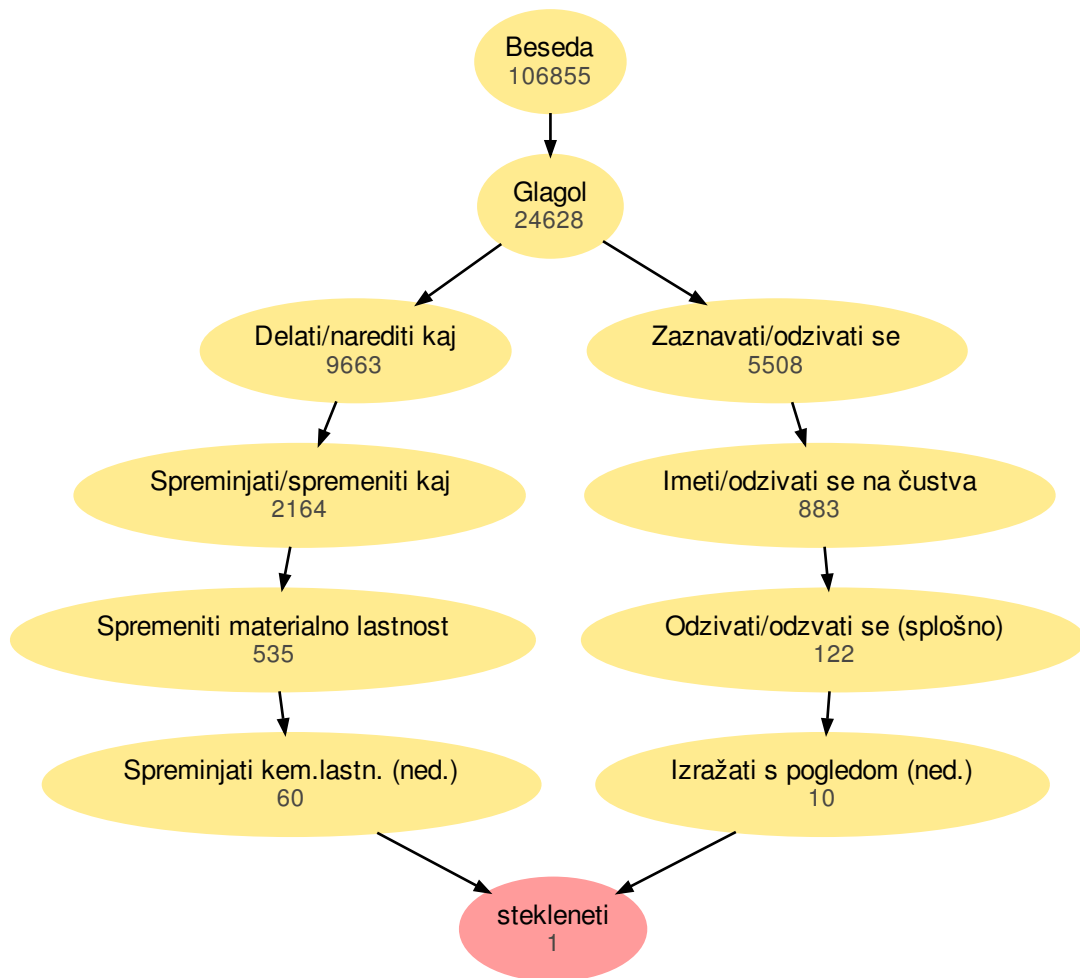 Beseda
106855
Glagol
24628
Delati/narediti kaj
9663
Zaznavati/odzivati se
5508
Spreminjati/spremeniti kaj
2164
Imeti/odzivati se na čustva
883
Spremeniti materialno lastnost
535
Odzivati/odzvati se (splošno)
122
Spreminjati kem.lastn. (ned.)
60
Izražati s pogledom (ned.)
10
stekleneti
1